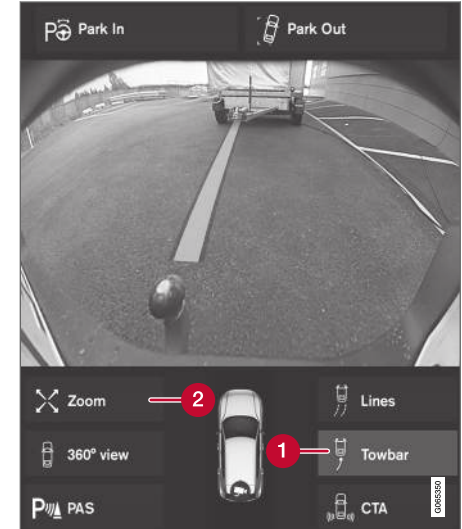 Park In
Park Out
2
Zoom
Lines
1
360° view
Towbar
PAS
CTA
G065350